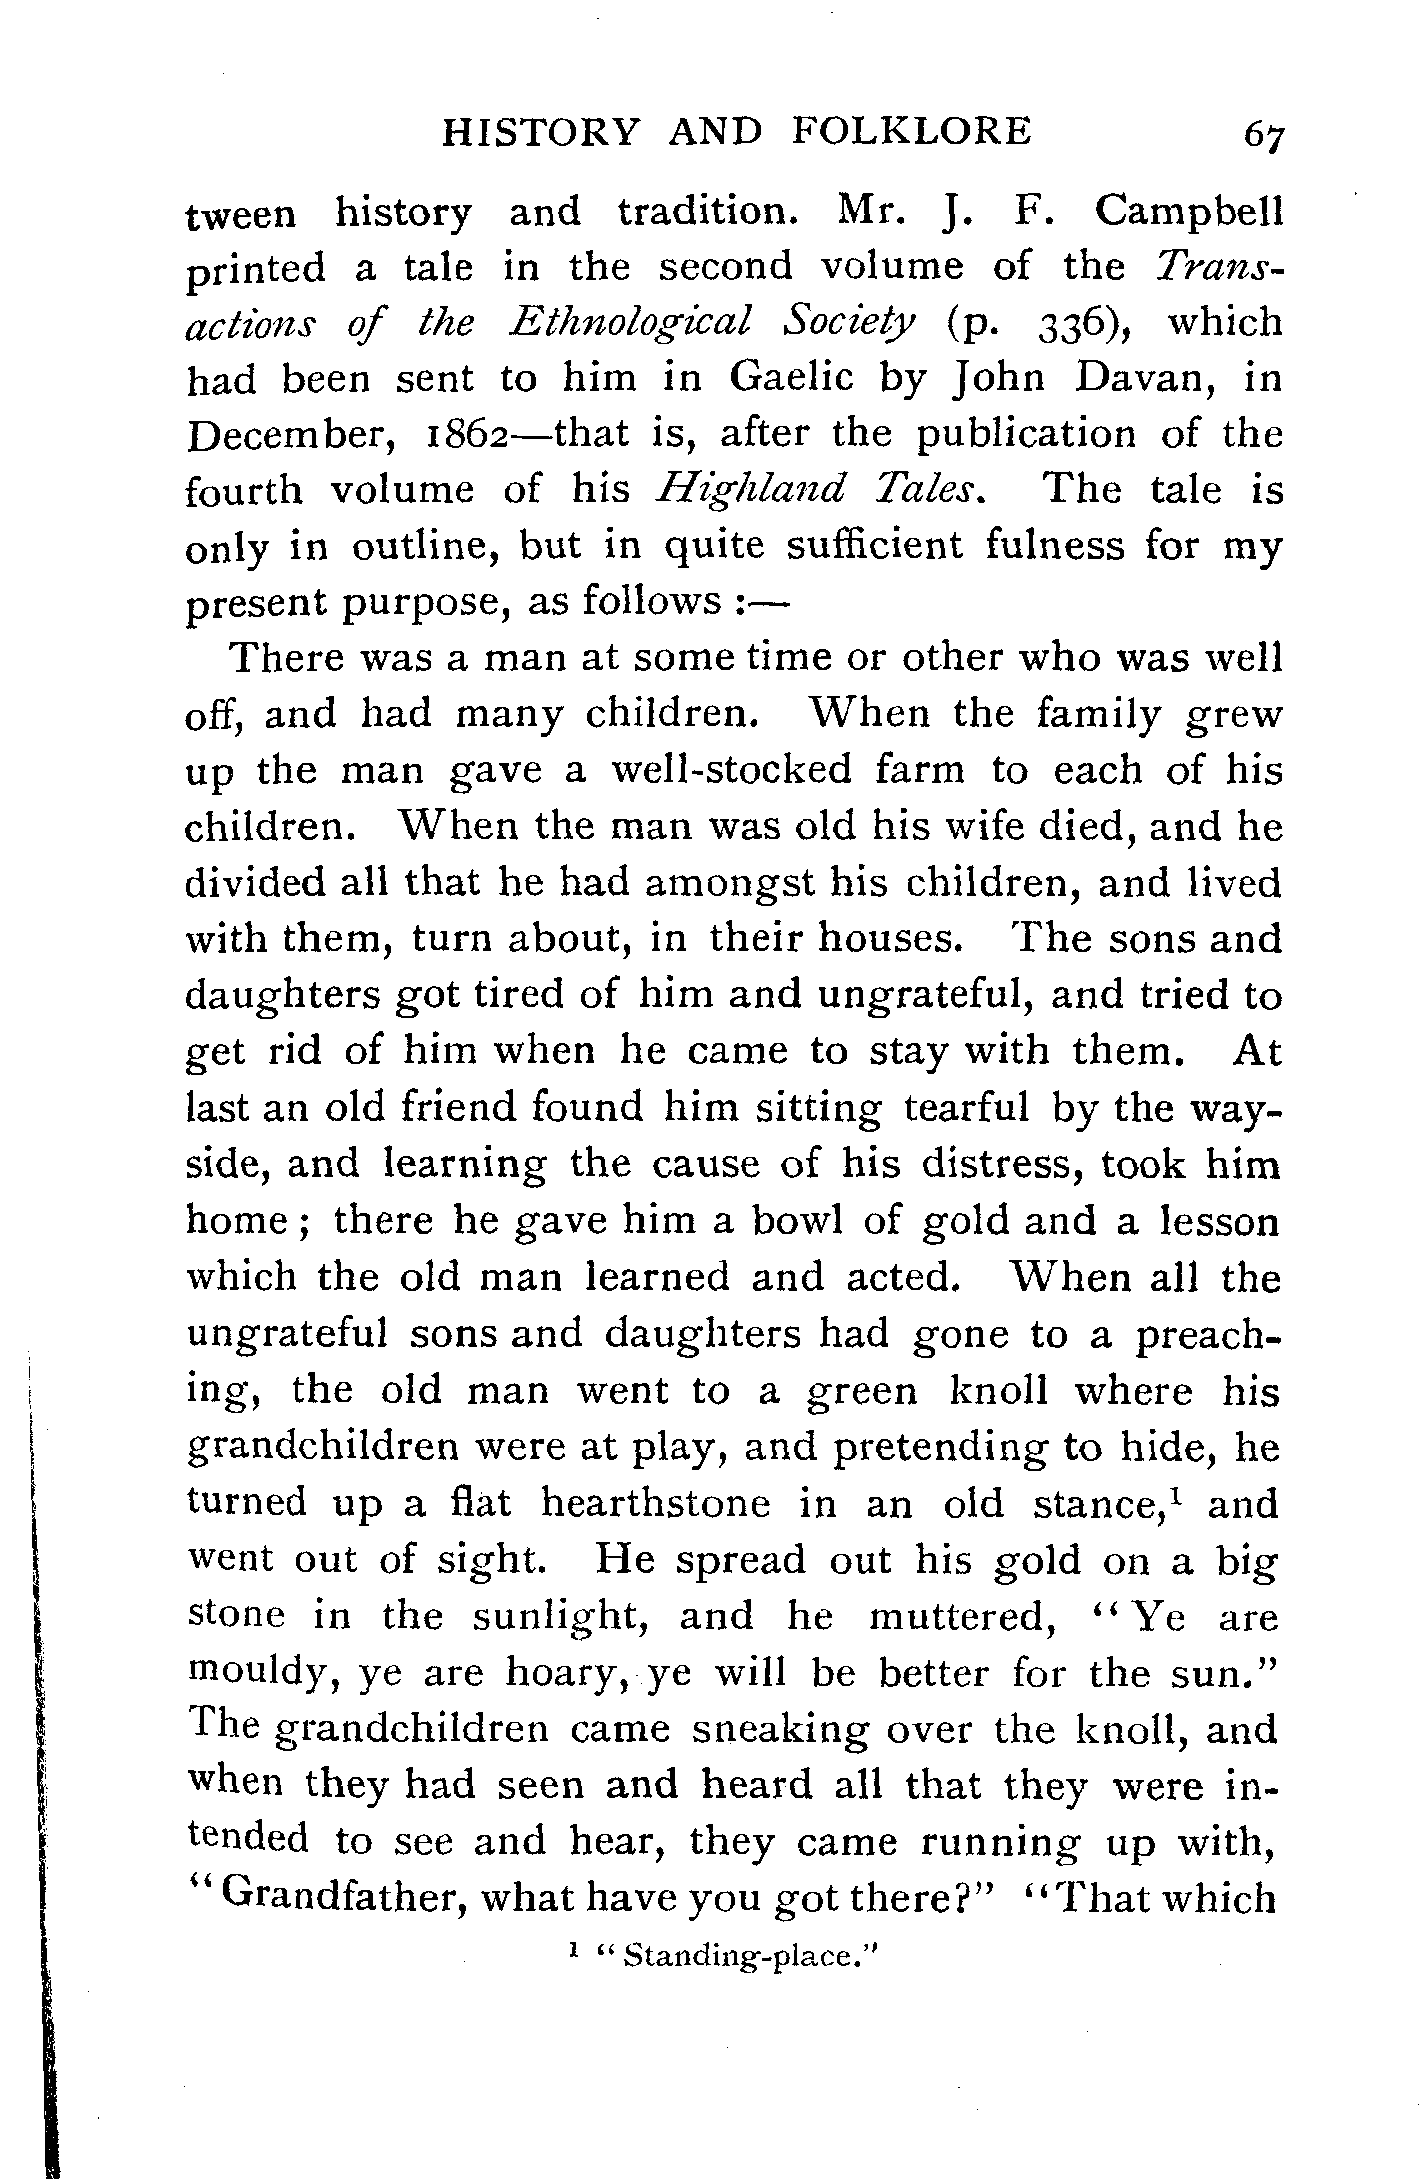 HISTORY AND FOLKLORE 67
tween history and tradition. Mr. J. F. Campbell
printed a tale in the second volume of the Trans-
actions of the Ethnological Society (p. 336), which
had been sent to him in Gaelic by John Davan, in
December, 1862—that is, after the publication of the
fourth volume of his Highland Tales. The tale is
only in outline, but in quite sufficient fulness for my
present purpose, as follows :—
There was a man at some time or other who was well
off, and had many children. When the family grew
up the man gave a well-stocked farm to each of his
children. When the man was old his wife died, and he
divided all that he had amongst his children, and lived
with them, turn about, in their houses. The sons and
daughters got tired of him and ungrateful, and tried to
get rid of him when he came to stay with them. At
last an old friend found him sitting tearful by the way-
side, and learning the cause of his distress, took him
home ; there he gave him a bowl of gold and a lesson
which the old man learned and acted. When all the
ungrateful sons and daughters had gone to a preach-
ing, the old man went to a green knoll where his
grandchildren were at play, and pretending to hide, he
turned up a flat hearthstone in an old stance,¹ and
went out of sight. He spread out his gold on a big
stone in the sunlight, and he muttered, “ Ye are
mouldy, ye are hoary, ye will be better for the sun.”
The grandchildren came sneaking over the knoll, and
when they had seen and heard all that they were in-
tended to see and hear, they came running up with,
“ Grandfather, what have you got there?” “That which
¹ “ Standing-place.”